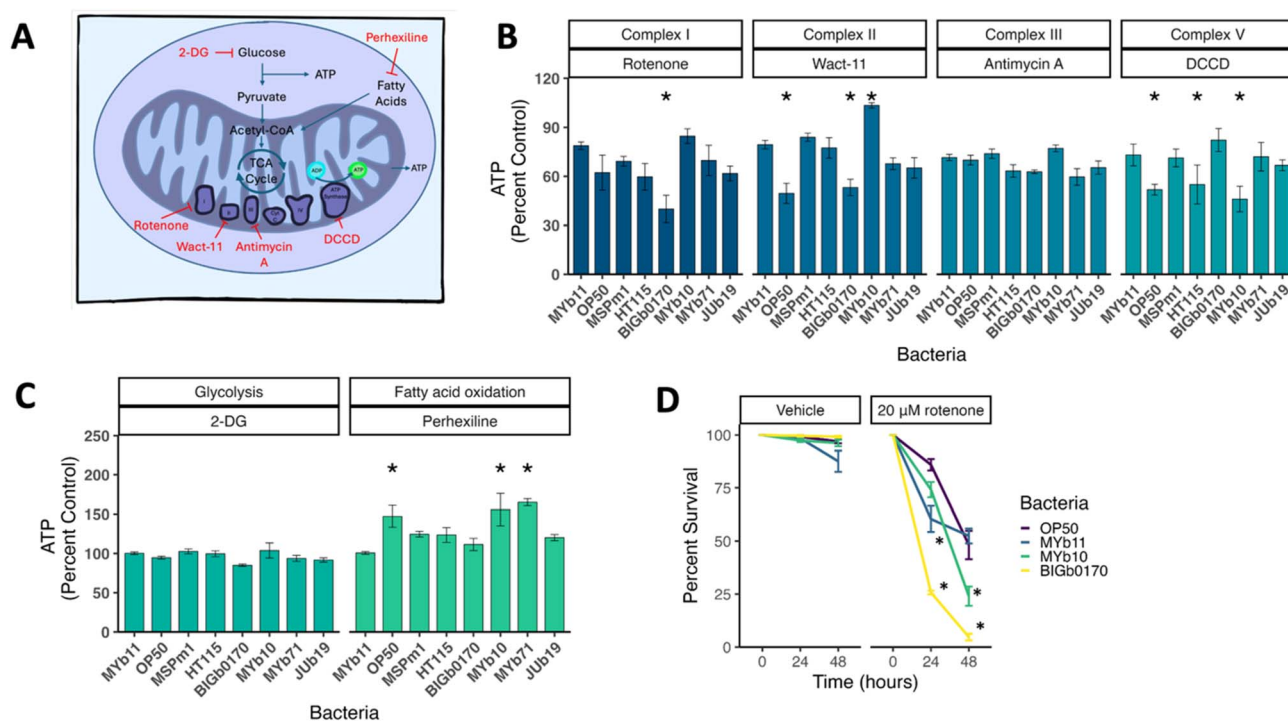 A
2-DG
Glucose
Perhexiline
ATP
Fatty
Acids
Pyruvate
Acetyl-CoA
TCA
Cycle
ADP
ATP
ATP
I
II
III
Cyt
C
IV
ATP
Synthase
Rotenone
Wact-11
Antimycin
A
DCCD
B
Complex I
Complex II
Complex III
Complex V
Rotenone
Wact-11
Antimycin A
DCCD
ATP
(Percent Control)
120
90
60
30
0
* * * * * * *
MYb11 OP50 MSPm1 HT115 BIGb0170 MYb10 MYb71 JUb19
MYb11 OP50 MSPm1 HT115 BIGb0170 MYb10 MYb71 JUb19
MYb11 OP50 MSPm1 HT115 BIGb0170 MYb10 MYb71 JUb19
MYb11 OP50 MSPm1 HT115 BIGb0170 MYb10 MYb71 JUb19
Bacteria
C
Glycolysis
Fatty acid oxidation
2-DG
Perhexiline
ATP
(Percent Control)
250
200
150
100
50
0
* * *
MYb11 OP50 MSPm1 HT115 BIGb0170 MYb10 MYb71 JUb19
MYb11 OP50 MSPm1 HT115 BIGb0170 MYb10 MYb71 JUb19
Bacteria
D
Vehicle
20 μM rotenone
Percent Survival
100
75
50
25
0
* * * *
0 24 48
0 24 48
Time (hours)
Bacteria
OP50
MYb11
MYb10
BIGb0170